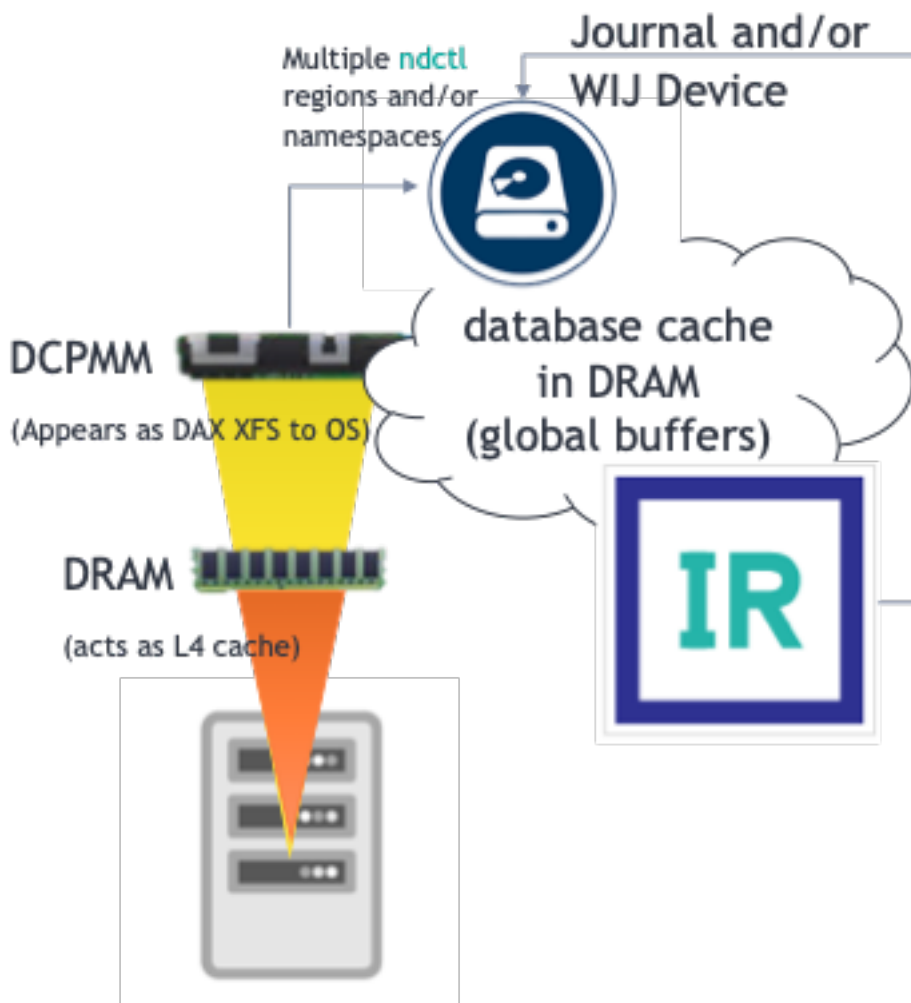 Multiple ndctl
regions and/or
namespaces
Journal and/or
WIJ Device
database cache
in DRAM
(global buffers)
DCPMM
(Appears as DAX XFS to OS)
DRAM
(acts as L4 cache)
IR